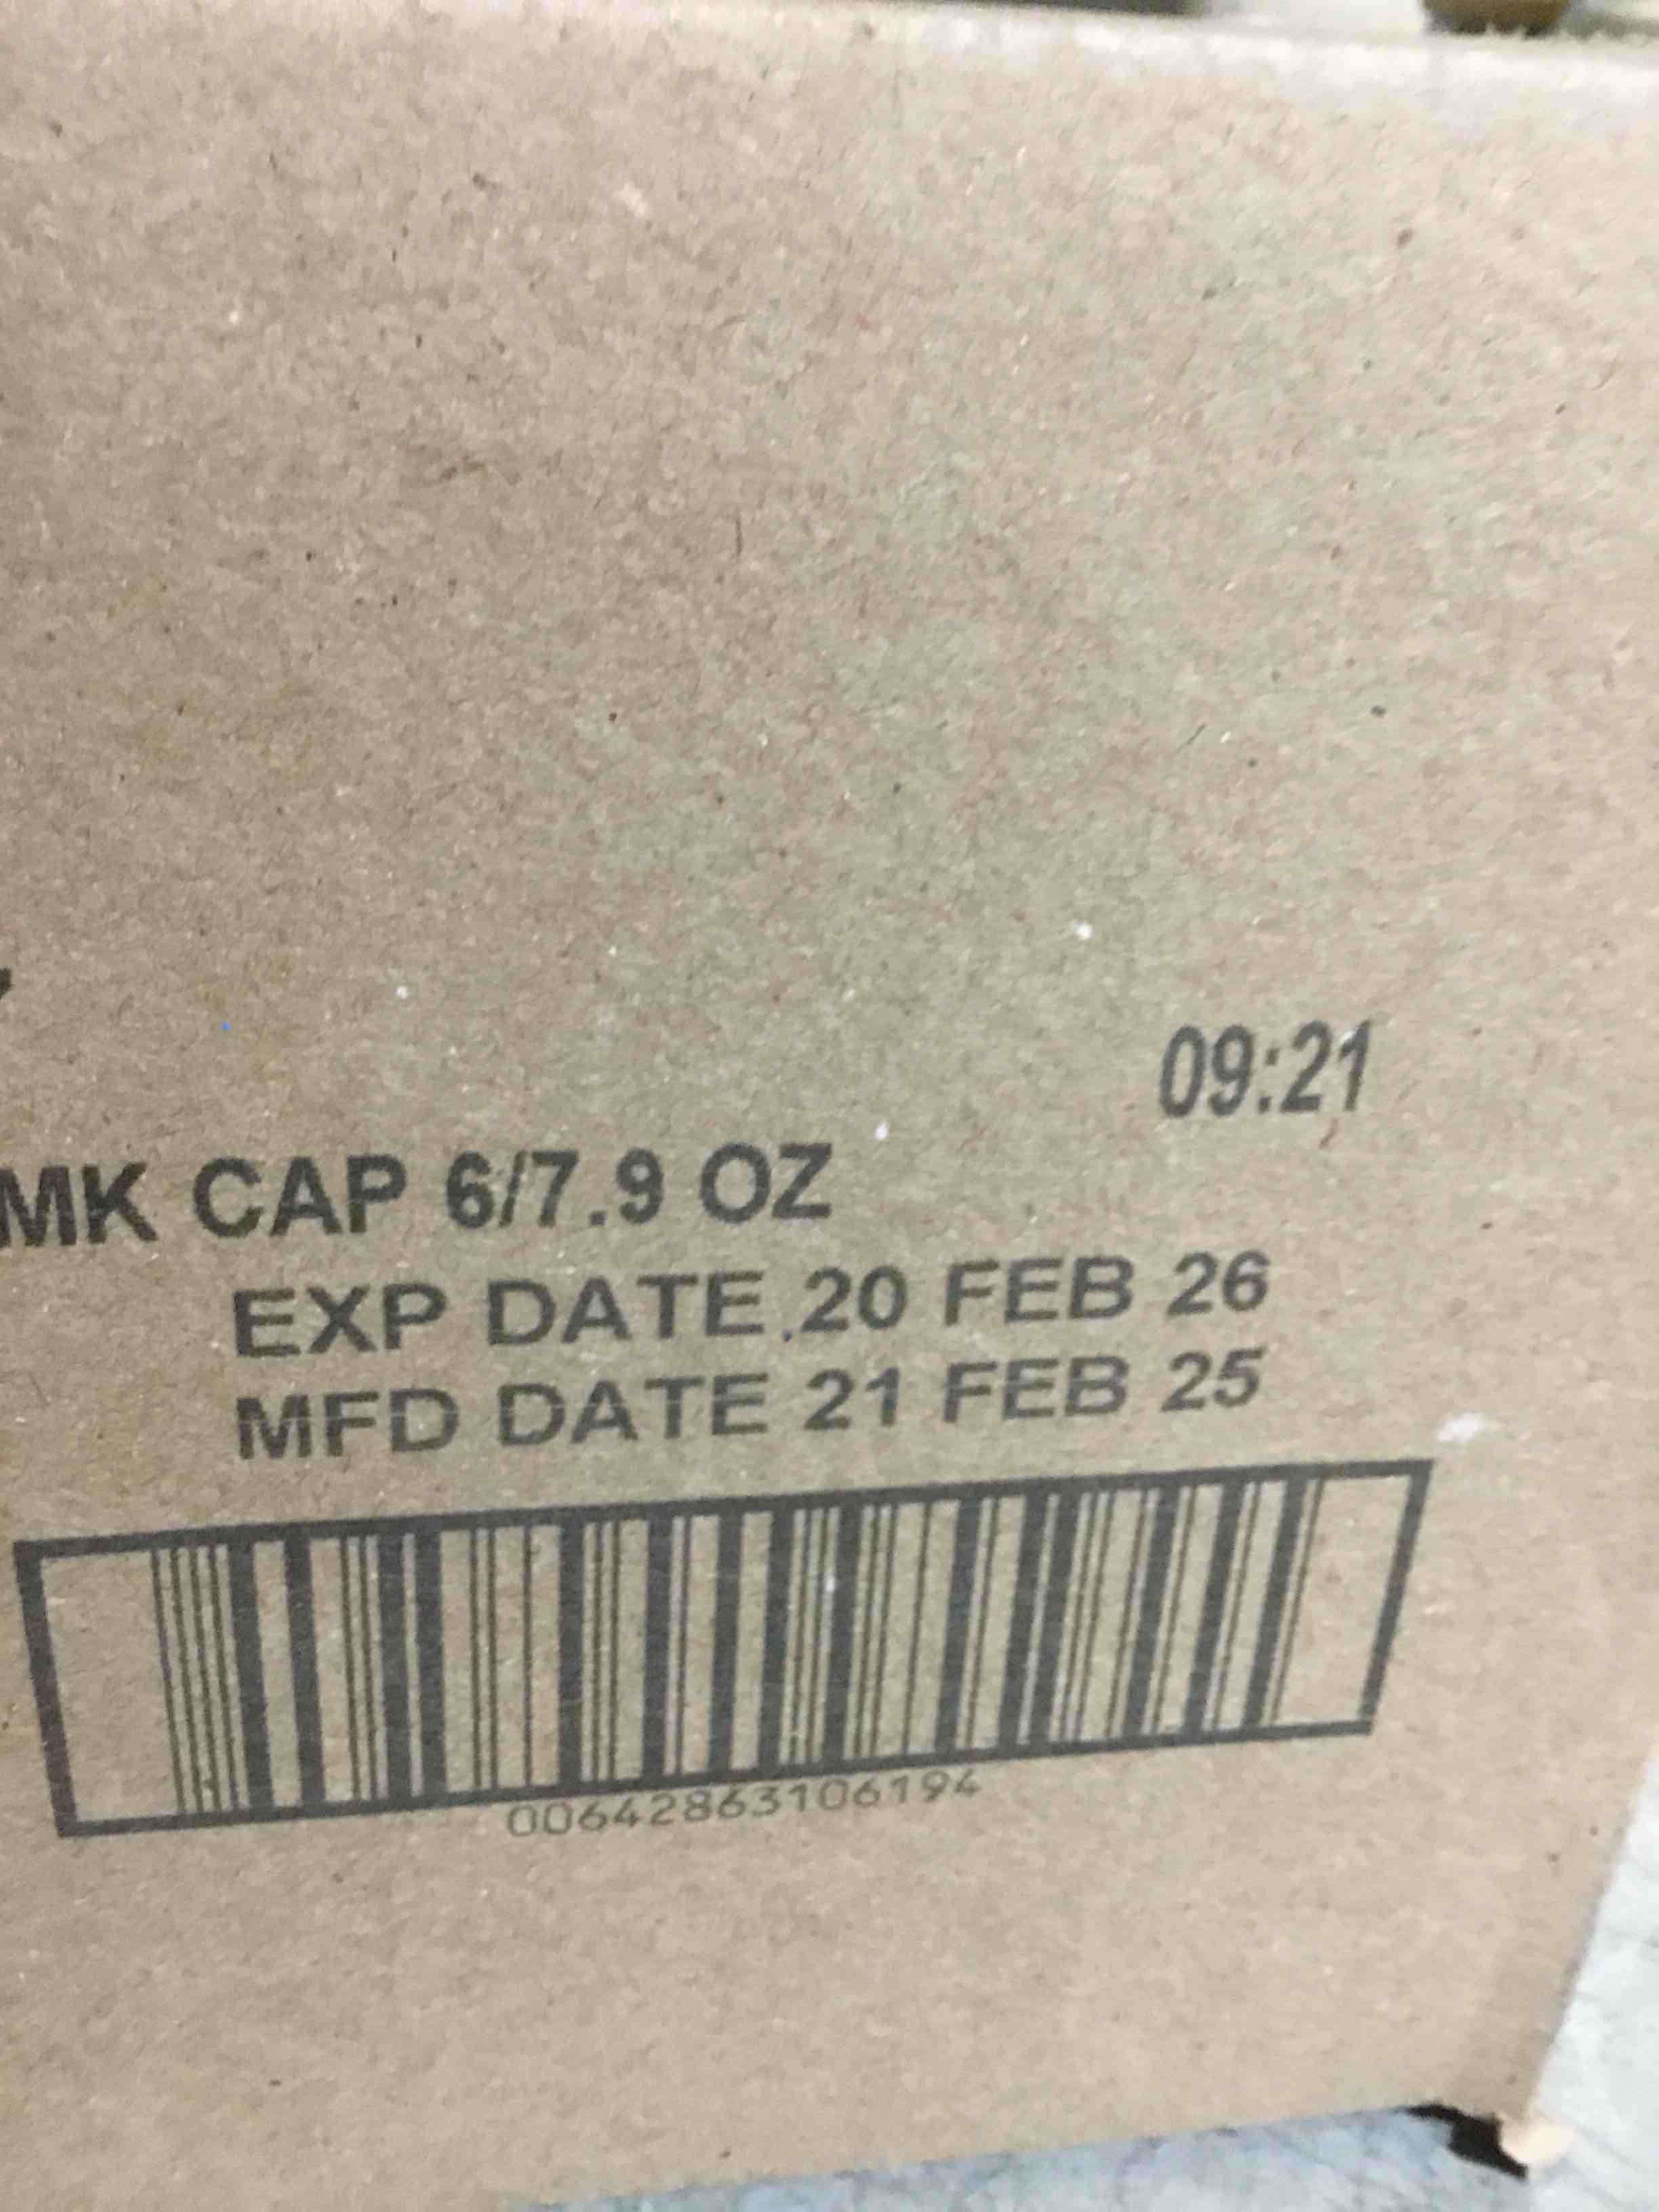 09:21
MK CAP 6/7.9 OZ
EXP DATE 20 FEB 26
MFD DATE 21 FEB 25
00642863106194